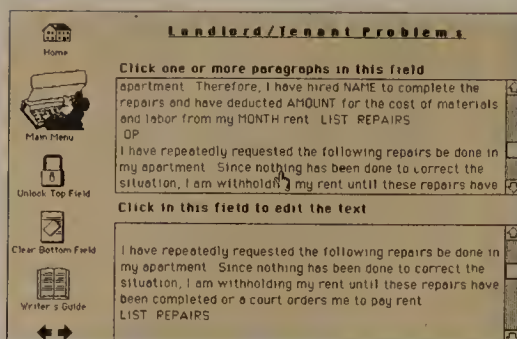 Landlord/Tenant Problems
Home
Main Menu
Unlock Top Field
Clear Bottom Field
Writer s Guide
Click one or more paragraphs in this field
apartment Therefore, I have hired NAME to complete the
repairs and have deducted AMOUNT for the cost of materials
and labor from my MONTH rent LIST REPAIRS
OP
I have repeatedly requested the following repairs be done in
my apartment Since nothing has been done to correct the
situation, I am withholding my rent until these repairs have
Click in this field to edit the text
I have repeatedly requested the following repairs be done in
my apartment Since nothing has been done to correct the
situation, I am withholding my rent until these repairs have
been completed or a court orders me to pay rent
LIST REPAIRS